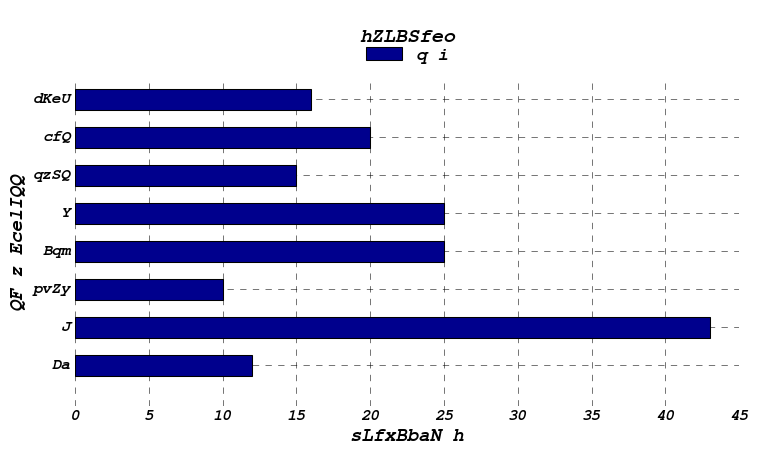 hZLBSfeo
q i
QF z EcelIQQ
dKeU
cfQ
qzSQ
Y
Bqm
pvZy
J
Da
0 5 10 15 20 25 30 35 40 45
sLfxBbaN h